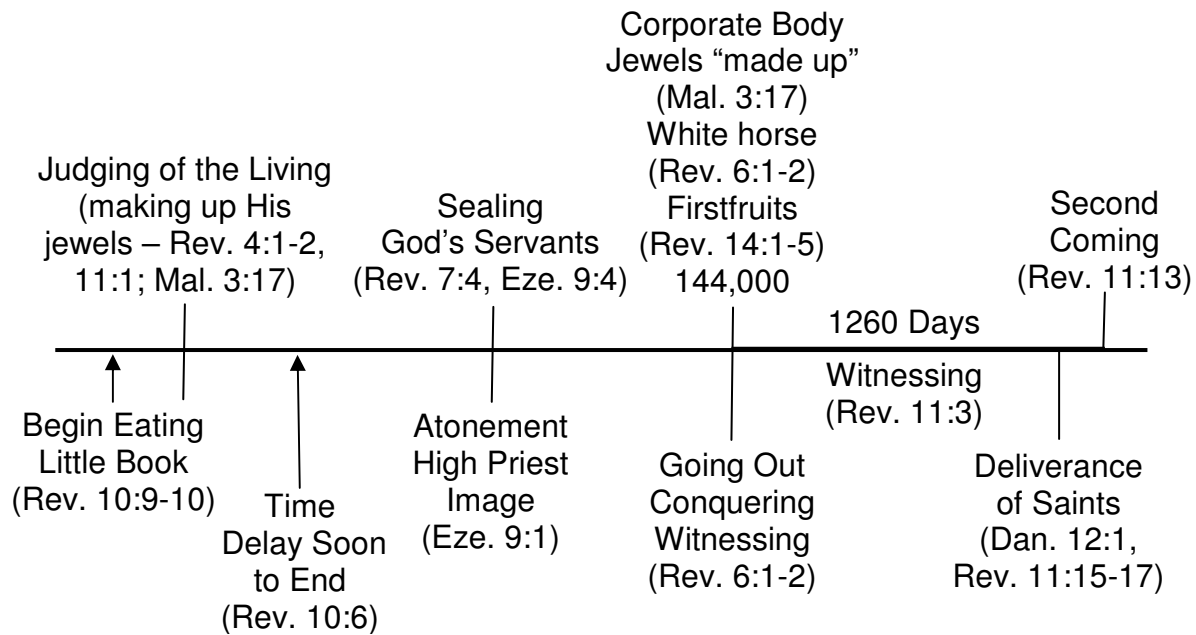 Judging of the Living
(making up His
jewels – Rev. 4:1-2,
11:1; Mal. 3:17)
Sealing
God's Servants
(Rev. 7:4, Eze. 9:4)
Corporate Body
Jewels “made up”
(Mal. 3:17)
White horse
(Rev. 6:1-2)
Firstfruits
(Rev. 14:1-5)
144,000
Second
Coming
(Rev. 11:13)
1260 Days
Witnessing
(Rev. 11:3)
Begin Eating
Little Book
(Rev. 10:9-10)
Time
Delay Soon
to End
(Rev. 10:6)
Atonement
High Priest
Image
(Eze. 9:1)
Going Out
Conquering
Witnessing
(Rev. 6:1-2)
Deliverance
of Saints
(Dan. 12:1,
Rev. 11:15-17)